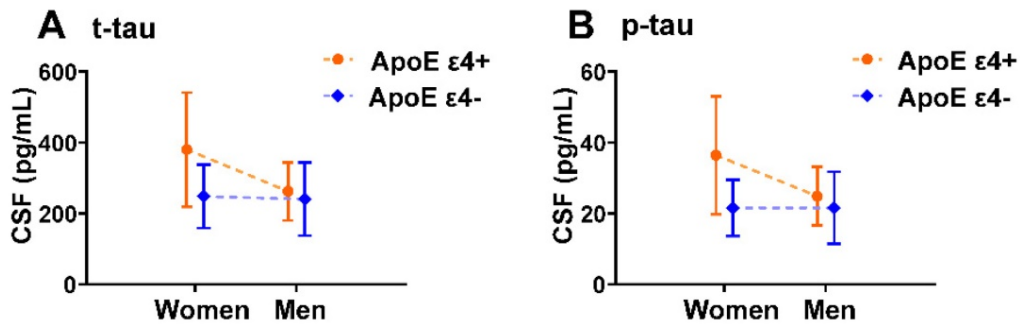 A t-tau
ApoE ε4+
ApoE ε4-
CSF (pg/mL)
600
400
200
0
Women Men
B p-tau
ApoE ε4+
ApoE ε4-
CSF (pg/mL)
60
40
20
0
Women Men